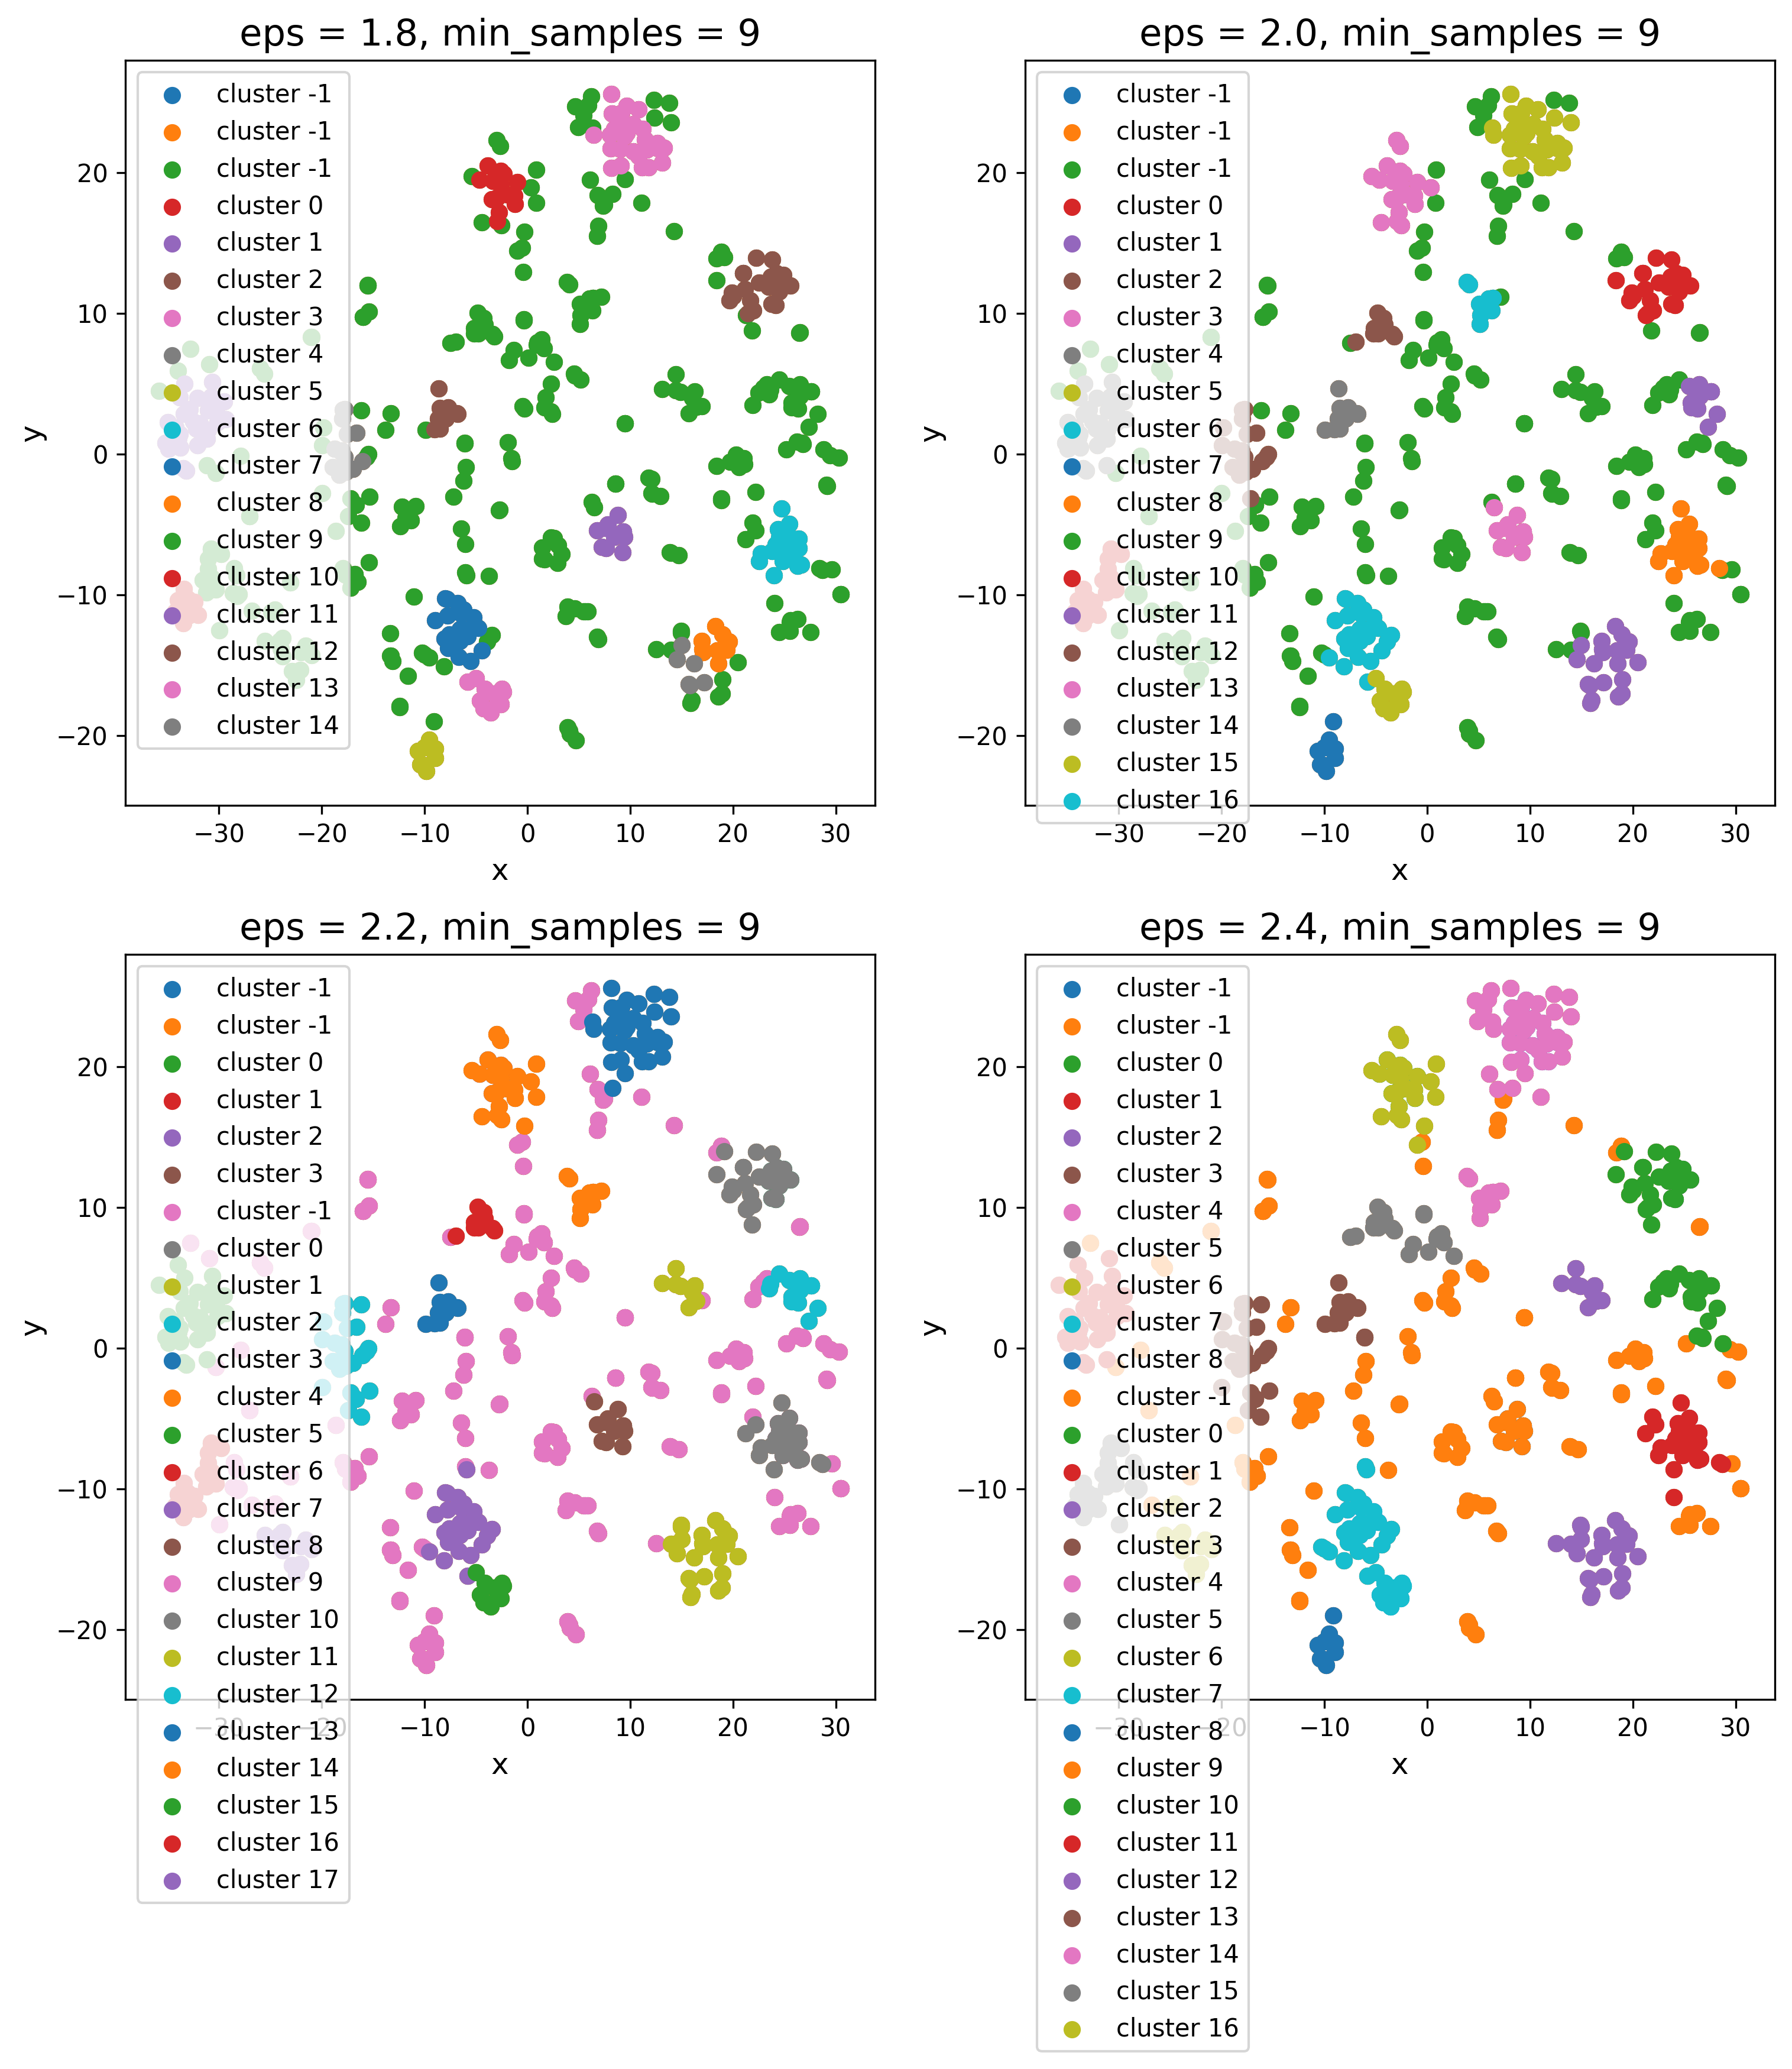 eps = 1.8, min_samples = 9
cluster -1
cluster -1
cluster -1
cluster 0
cluster 1
cluster 2
cluster 3
cluster 4
cluster 5
cluster 6
cluster 7
cluster 8
cluster 9
cluster 10
cluster 11
cluster 12
cluster 13
cluster 14
20
10
0
−10
−20
y
−30 −20 −10 0 10 20 30
x
eps = 2.0, min_samples = 9
cluster -1
cluster -1
cluster -1
cluster 0
cluster 1
cluster 2
cluster 3
cluster 4
cluster 5
cluster 6
cluster 7
cluster 8
cluster 9
cluster 10
cluster 11
cluster 12
cluster 13
cluster 14
cluster 15
cluster 16
20
10
0
−10
−20
y
−30 −20 −10 0 10 20 30
x
eps = 2.2, min_samples = 9
cluster -1
cluster -1
cluster 0
cluster 1
cluster 2
cluster 3
cluster -1
cluster 0
cluster 1
cluster 2
cluster 3
cluster 4
cluster 5
cluster 6
cluster 7
cluster 8
cluster 9
cluster 10
cluster 11
cluster 12
cluster 13
cluster 14
cluster 15
cluster 16
cluster 17
20
10
0
−10
−20
y
−30 −20 −10 0 10 20 30
x
eps = 2.4, min_samples = 9
cluster -1
cluster -1
cluster 0
cluster 1
cluster 2
cluster 3
cluster 4
cluster 5
cluster 6
cluster 7
cluster 8
cluster -1
cluster 0
cluster 1
cluster 2
cluster 3
cluster 4
cluster 5
cluster 6
cluster 7
cluster 8
cluster 9
cluster 10
cluster 11
cluster 12
cluster 13
cluster 14
cluster 15
cluster 16
20
10
0
−10
−20
y
−30 −20 −10 0 10 20 30
x